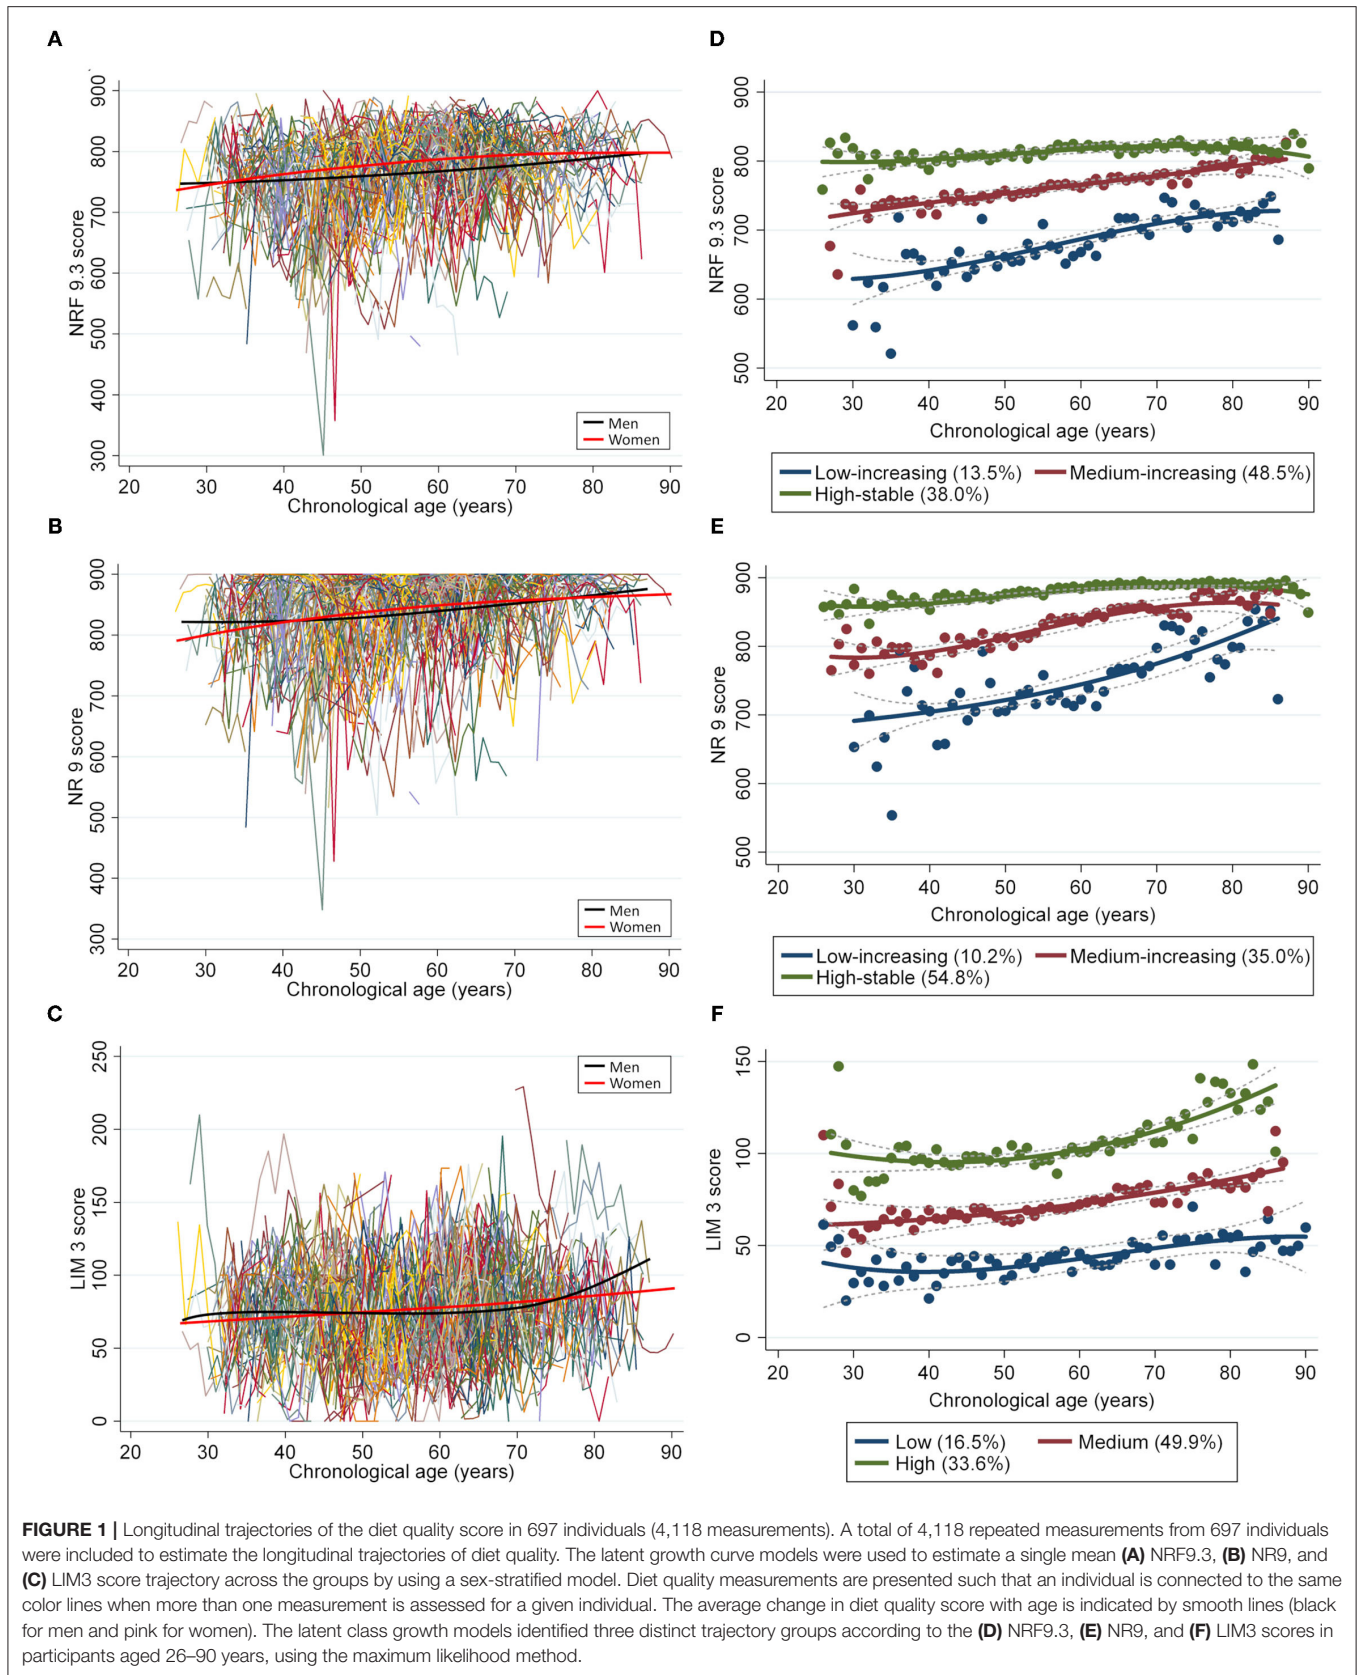 A
NRF 9.3 score
900
800
700
600
500
400
300
Men
Women
20 30 40 50 60 70 80 90
Chronological age (years)
B
NR 9 score
900
800
700
600
500
400
300
Men
Women
20 30 40 50 60 70 80 90
Chronological age (years)
C
LIM 3 score
250
200
150
100
50
0
Men
Women
20 30 40 50 60 70 80 90
Chronological age (years)
D
NRF 9.3 score
900
800
700
600
500
20 30 40 50 60 70 80 90
Chronological age (years)
Low-increasing (13.5%) Medium-increasing (48.5%)
High-stable (38.0%)
E
NR 9 score
900
800
700
600
500
20 30 40 50 60 70 80 90
Chronological age (years)
Low-increasing (10.2%) Medium-increasing (35.0%)
High-stable (54.8%)
F
LIM 3 score
150
100
50
0
20 30 40 50 60 70 80 90
Chronological age (years)
Low (16.5%) Medium (49.9%)
High (33.6%)
FIGURE 1 | Longitudinal trajectories of the diet quality score in 697 individuals (4,118 measurements). A total of 4,118 repeated measurements from 697 individuals
were included to estimate the longitudinal trajectories of diet quality. The latent growth curve models were used to estimate a single mean (A) NRF9.3, (B) NR9, and
(C) LIM3 score trajectory across the groups by using a sex-stratified model. Diet quality measurements are presented such that an individual is connected to the same
color lines when more than one measurement is assessed for a given individual. The average change in diet quality score with age is indicated by smooth lines (black
for men and pink for women). The latent class growth models identified three distinct trajectory groups according to the (D) NRF9.3, (E) NR9, and (F) LIM3 scores in
participants aged 26–90 years, using the maximum likelihood method.